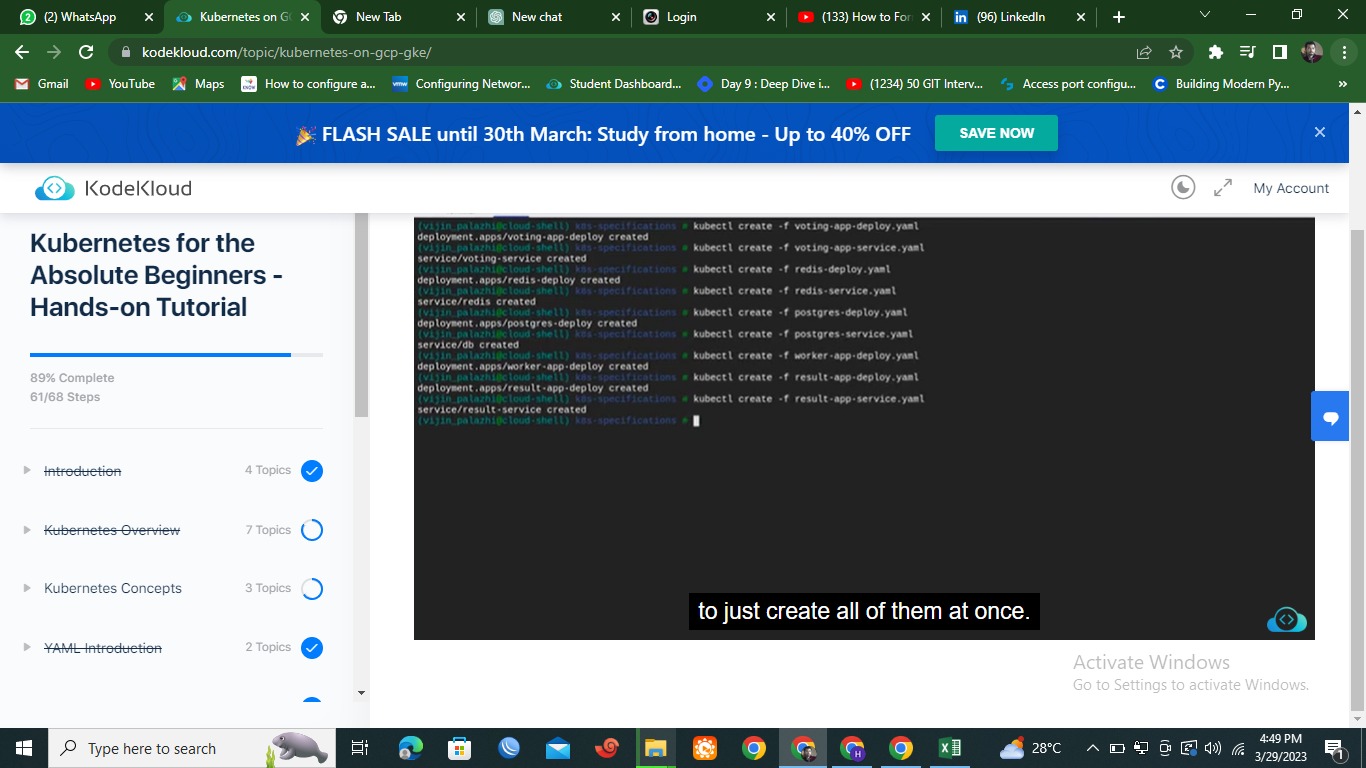 (2) WhatsApp
Kubernetes on GC
New Tab
New chat
Login
(133) How to For
(96) LinkedIn
kodekloud.com/topic/kubernetes-on-gcp-gke/
Gmail
YouTube
Maps
How to configure a...
Configuring Networ...
Student Dashboard...
Day 9 : Deep Dive i...
(1234) 50 GIT Interv...
Access port configu...
Building Modern Py...
»
🎉 FLASH SALE until 30th March: Study from home - Up to 40% OFF
SAVE NOW
KodeKloud
My Account
Kubernetes for the
Absolute Beginners -
Hands-on Tutorial
89% Complete
61/68 Steps
Introduction
4 Topics
Kubernetes Overview
7 Topics
Kubernetes Concepts
3 Topics
YAML Introduction
2 Topics
(vijin_palazhi@cloud-shell) k8s-specifications # kubectl create -f voting-app-deploy.yaml
deployment.apps/voting-app-deploy created
(vijin_palazhi@cloud-shell) k8s-specifications # kubectl create -f voting-app-service.yaml
service/voting-service created
(vijin_palazhi@cloud-shell) k8s-specifications # kubectl create -f redis-deploy.yaml
deployment.apps/redis-deploy created
(vijin_palazhi@cloud-shell) k8s-specifications # kubectl create -f redis-service.yaml
service/redis created
(vijin_palazhi@cloud-shell) k8s-specifications # kubectl create -f postgres-deploy.yaml
deployment.apps/postgres-deploy created
(vijin_palazhi@cloud-shell) k8s-specifications # kubectl create -f postgres-service.yaml
service/db created
(vijin_palazhi@cloud-shell) k8s-specifications # kubectl create -f worker-app-deploy.yaml
deployment.apps/worker-app-deploy created
(vijin_palazhi@cloud-shell) k8s-specifications # kubectl create -f result-app-deploy.yaml
deployment.apps/result-app-deploy created
(vijin_palazhi@cloud-shell) k8s-specifications # kubectl create -f result-app-service.yaml
service/result-service created
(vijin_palazhi@cloud-shell) k8s-specifications #
to just create all of them at once.
Activate Windows
Go to Settings to activate Windows.
Type here to search
28°C
4:49 PM
3/29/2023
1